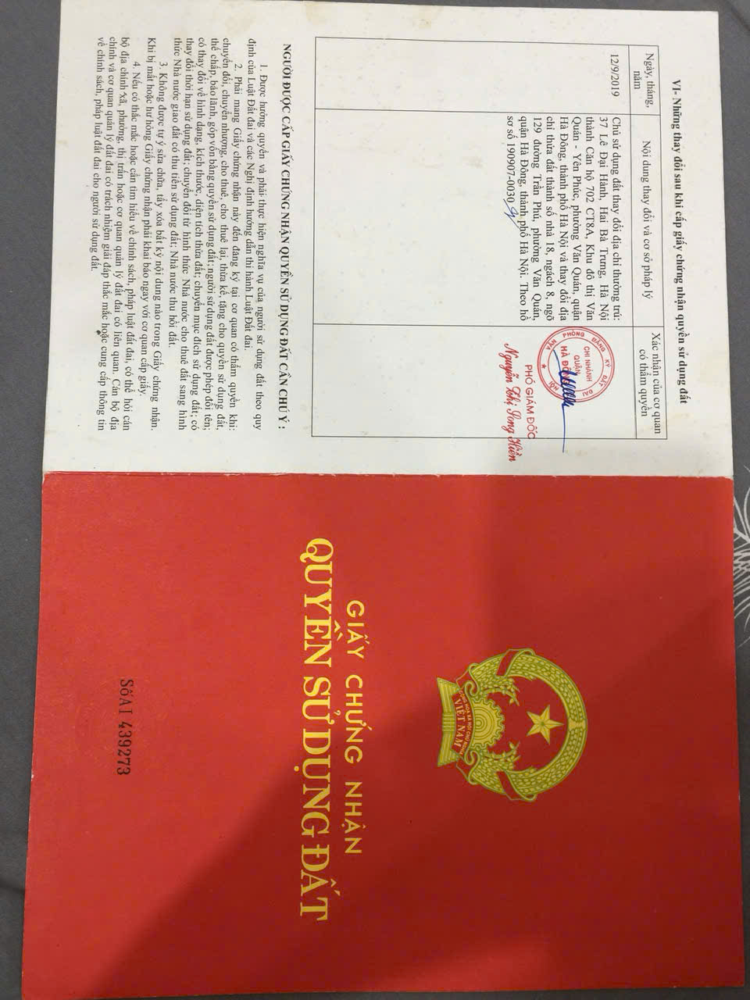 VI- Những thay đổi sau khi cấp giấy chứng nhận quyền sử dụng đất
Ngày, tháng,
năm
Nội dung thay đổi và cơ sở pháp lý
Xác nhận của cơ quan
có thẩm quyền
12/9/2019
Chủ sử dụng đất thay đổi địa chỉ thường trú:
37 Lê Đại Hành, Hai Bà Trưng, Hà Nội
thành Căn hộ 702 CT8A, Khu đô thị Văn
Quán - Yên Phúc, phường Văn Quán, quận
Hà Đông, thành phố Hà Nội và thay đổi địa
chỉ thửa đất thành số nhà 18, ngách 8, ngõ
129 đường Trần Phú, phường Văn Quán,
quận Hà Đông, thành phố Hà Nội. Theo hồ
sơ số 190907-0030
VĂN PHÒNG ĐĂNG KÝ ĐẤT ĐAI
HÀ NỘI
CHI NHÁNH
QUẬN
HÀ ĐÔNG
PHÓ GIÁM ĐỐC
Nguyễn Thị Song Hiền
NGƯỜI ĐƯỢC CẤP GIẤY CHỨNG NHẬN QUYỀN SỬ DỤNG ĐẤT CẦN CHÚ Ý :
1. Được hưởng quyền và phải thực hiện nghĩa vụ của người sử dụng đất theo quy
định của Luật Đất đai và các Nghị định hướng dẫn thi hành Luật Đất đai.
2. Phải mang Giấy chứng nhận này đến đăng ký tại cơ quan có thẩm quyền khi:
chuyển đổi, chuyển nhượng, cho thuê, cho thuê lại, thừa kế, tặng cho quyền sử dụng đất,
thế chấp, bảo lãnh, góp vốn bằng quyền sử dụng đất; người sử dụng đất được phép đổi tên;
có thay đổi về hình dạng, kích thước, diện tích thửa đất; chuyển mục đích sử dụng đất; có
thay đổi thời hạn sử dụng đất; chuyển đổi từ hình thức Nhà nước cho thuê đất sang hình
thức Nhà nước giao đất có thu tiền sử dụng đất; Nhà nước thu hồi đất.
3. Không được tự ý sửa chữa, tẩy xóa bất kỳ nội dung nào trong Giấy chứng nhận.
Khi bị mất hoặc hư hỏng Giấy chứng nhận phải khai báo ngay với cơ quan cấp giấy.
4. Nếu có thắc mắc hoặc cần tìm hiểu về chính sách, pháp luật đất đai, có thể hỏi cán
bộ địa chính xã, phường, thị trấn hoặc cơ quan quản lý đất đai có liên quan. Cán bộ địa
chính và cơ quan quản lý đất đai có trách nhiệm giải đáp thắc mắc hoặc cung cấp thông tin
về chính sách, pháp luật đất đai cho người sử dụng đất.
CỘNG HÒA XÃ HỘI CHỦ NGHĨA
VIỆT NAM
GIẤY CHỨNG NHẬN
QUYỀN SỬ DỤNG ĐẤT
Số AI 439273